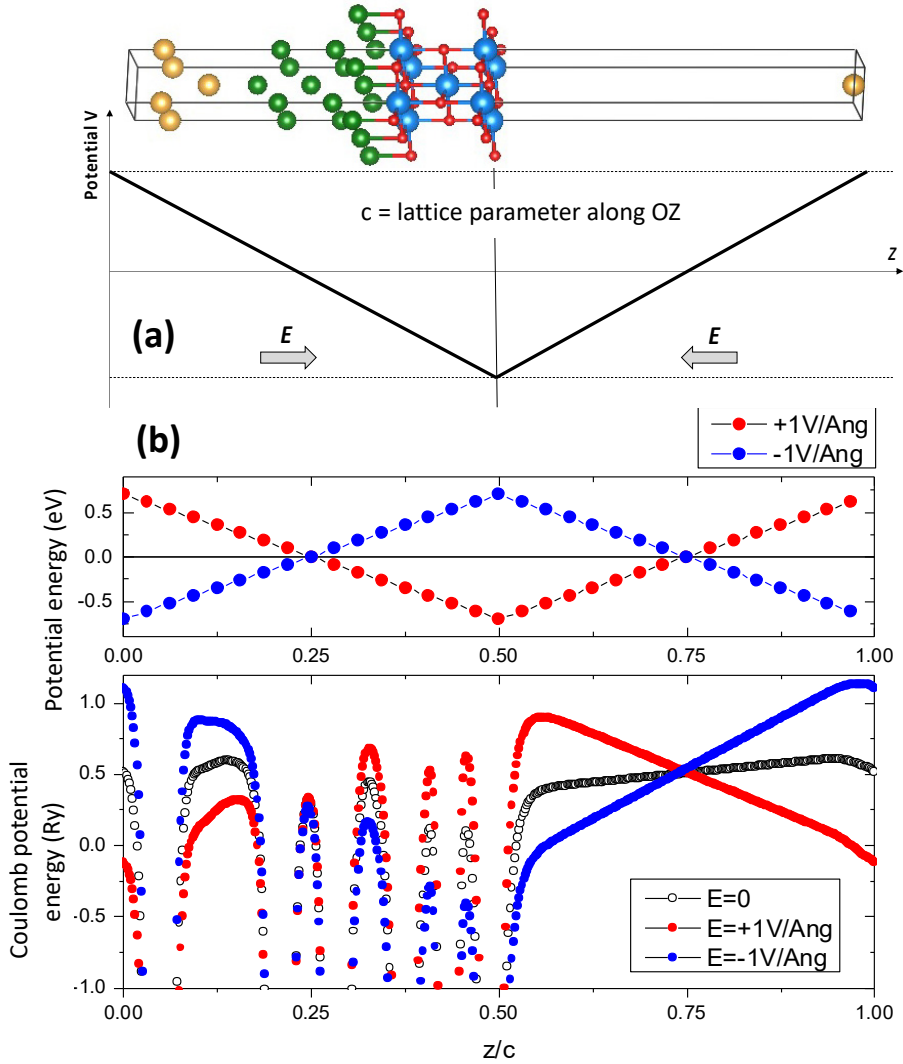 Potential V
c = lattice parameter along OZ
z
(a)
E
E
(b)
+1V/Ang
-1V/Ang
Potential energy (eV)
0.5
0.0
-0.5
0.00
0.25
0.50
0.75
1.00
Coulomb potential
energy (Ry)
1.0
0.5
0.0
-0.5
-1.0
E=0
E=+1V/Ang
E=-1V/Ang
0.00
0.25
0.50
0.75
1.00
z/c